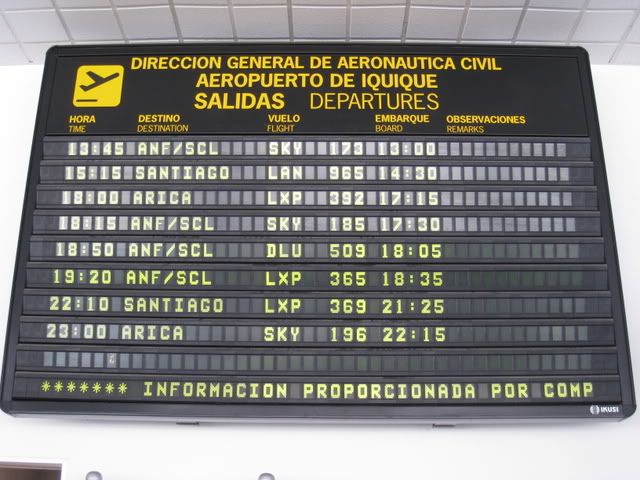 DIRECCION GENERAL DE AERONAUTICA CIVIL
AEROPUERTO DE IQUIQUE
SALIDAS DEPARTURES
HORA DESTINO VUELO EMBARQUE OBSERVACIONES
TIME DESTINATION FLIGHT BOARD REMARKS
13:45 ANF/SCL SKY 173 13:00
15:15 SANTIAGO LAN 965 14:30
18:00 ARICA LXP 392 17:15
18:15 ANF/SCL SKY 185 17:30
18:50 ANF/SCL DLU 509 18:05
19:20 ANF/SCL LXP 365 18:35
22:10 SANTIAGO LXP 369 21:25
23:00 ARICA SKY 196 22:15
******* INFORMACION PROPORCIONADA POR COMP
IKUSI